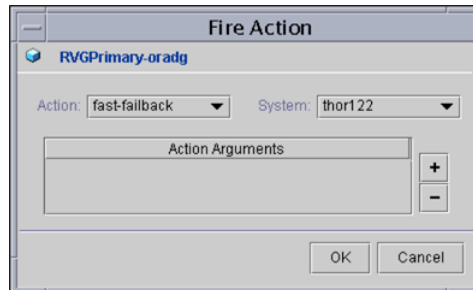 Fire Action
RVGPrimary-oradg
Action: fast-failback System: thor122
Action Arguments
+
-
OK Cancel